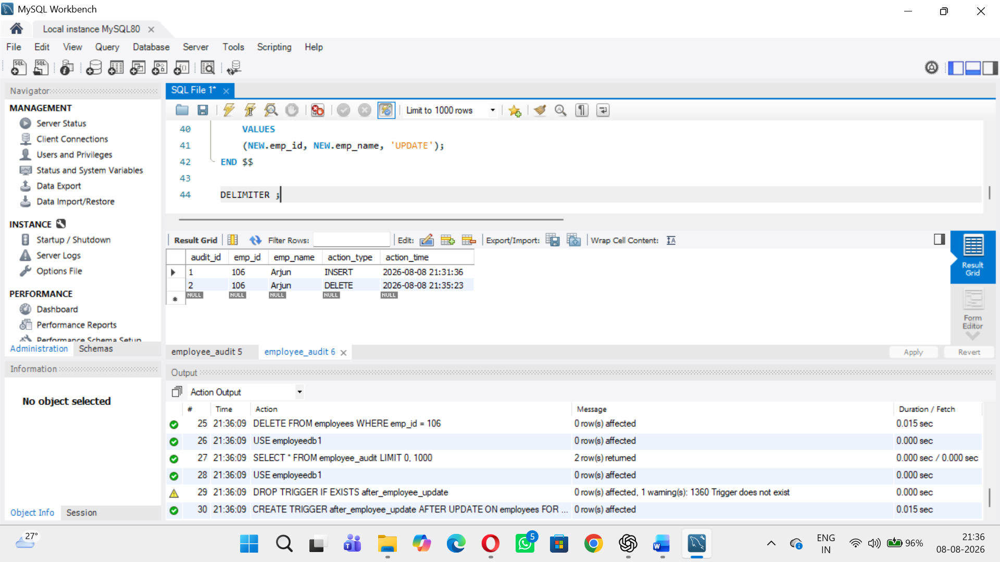 MySQL Workbench
Local instance MySQL80
File Edit View Query Database Server Tools Scripting Help
Navigator
MANAGEMENT
Server Status
Client Connections
Users and Privileges
Status and System Variables
Data Export
Data Import/Restore
INSTANCE
Startup / Shutdown
Server Logs
Options File
PERFORMANCE
Dashboard
Performance Reports
Performance Schema Setup
Administration Schemas
Information
No object selected
Object Info Session
SQL File 1*
Limit to 1000 rows
40 VALUES
41 (NEW.emp_id, NEW.emp_name, 'UPDATE');
42 END $$
43
44 DELIMITER ;
Result Grid Filter Rows: Edit: Export/Import: Wrap Cell Content:
audit_id emp_id emp_name action_type action_time
1 106 Arjun INSERT 2026-08-08 21:31:36
2 106 Arjun DELETE 2026-08-08 21:35:23
NULL NULL NULL NULL NULL
Result Grid
Form Editor
employee_audit 5 employee_audit 6 Apply Revert
Output
Action Output
# Time Action Message Duration / Fetch
25 21:36:09 DELETE FROM employees WHERE emp_id = 106 0 row(s) affected 0.015 sec
26 21:36:09 USE employeedb1 0 row(s) affected 0.000 sec
27 21:36:09 SELECT * FROM employee_audit LIMIT 0, 1000 2 row(s) returned 0.000 sec / 0.000 sec
28 21:36:09 USE employeedb1 0 row(s) affected 0.000 sec
29 21:36:09 DROP TRIGGER IF EXISTS after_employee_update 0 row(s) affected, 1 warning(s): 1360 Trigger does not exist 0.000 sec
30 21:36:09 CREATE TRIGGER after_employee_update AFTER UPDATE ON employees FOR ... 0 row(s) affected 0.015 sec
27°
5
ENG
IN
96%
21:36
08-08-2026